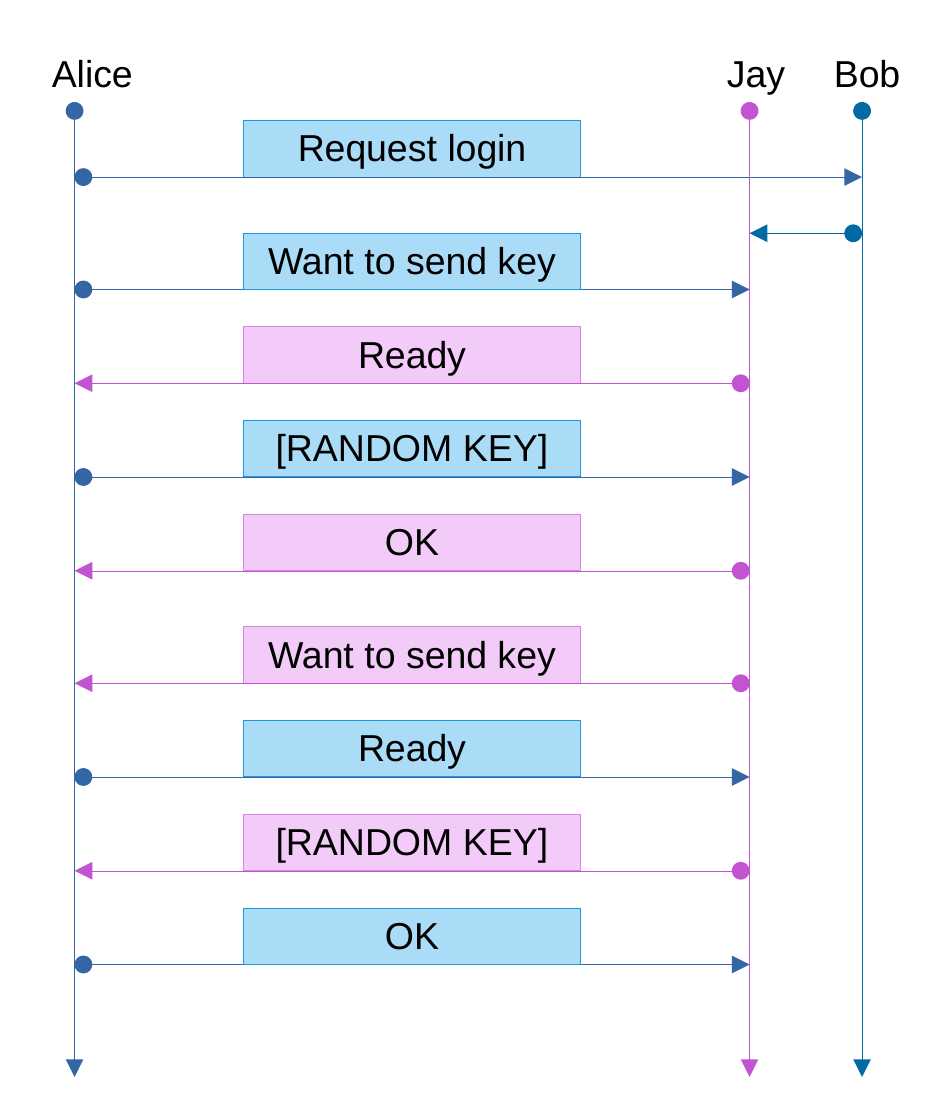 Alice
Jay
Bob
Request login
Want to send key
Ready
[RANDOM KEY]
OK
Want to send key
Ready
[RANDOM KEY]
OK